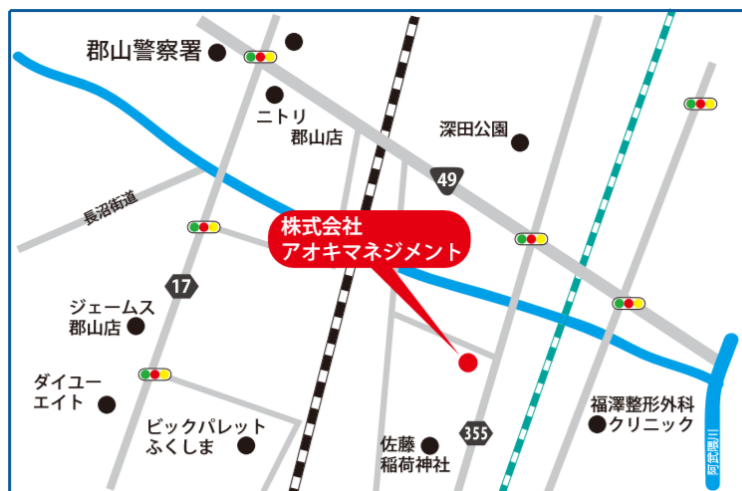 郡山警察署
ニトリ
郡山店
深田公園
49
長沼街道
株式会社
アオキマネジメント
17
ジェームス
郡山店
ダイユー
エイト
ビックパレット
ふくしま
佐藤
稲荷神社
355
福澤整形外科
クリニック
阿武隈川